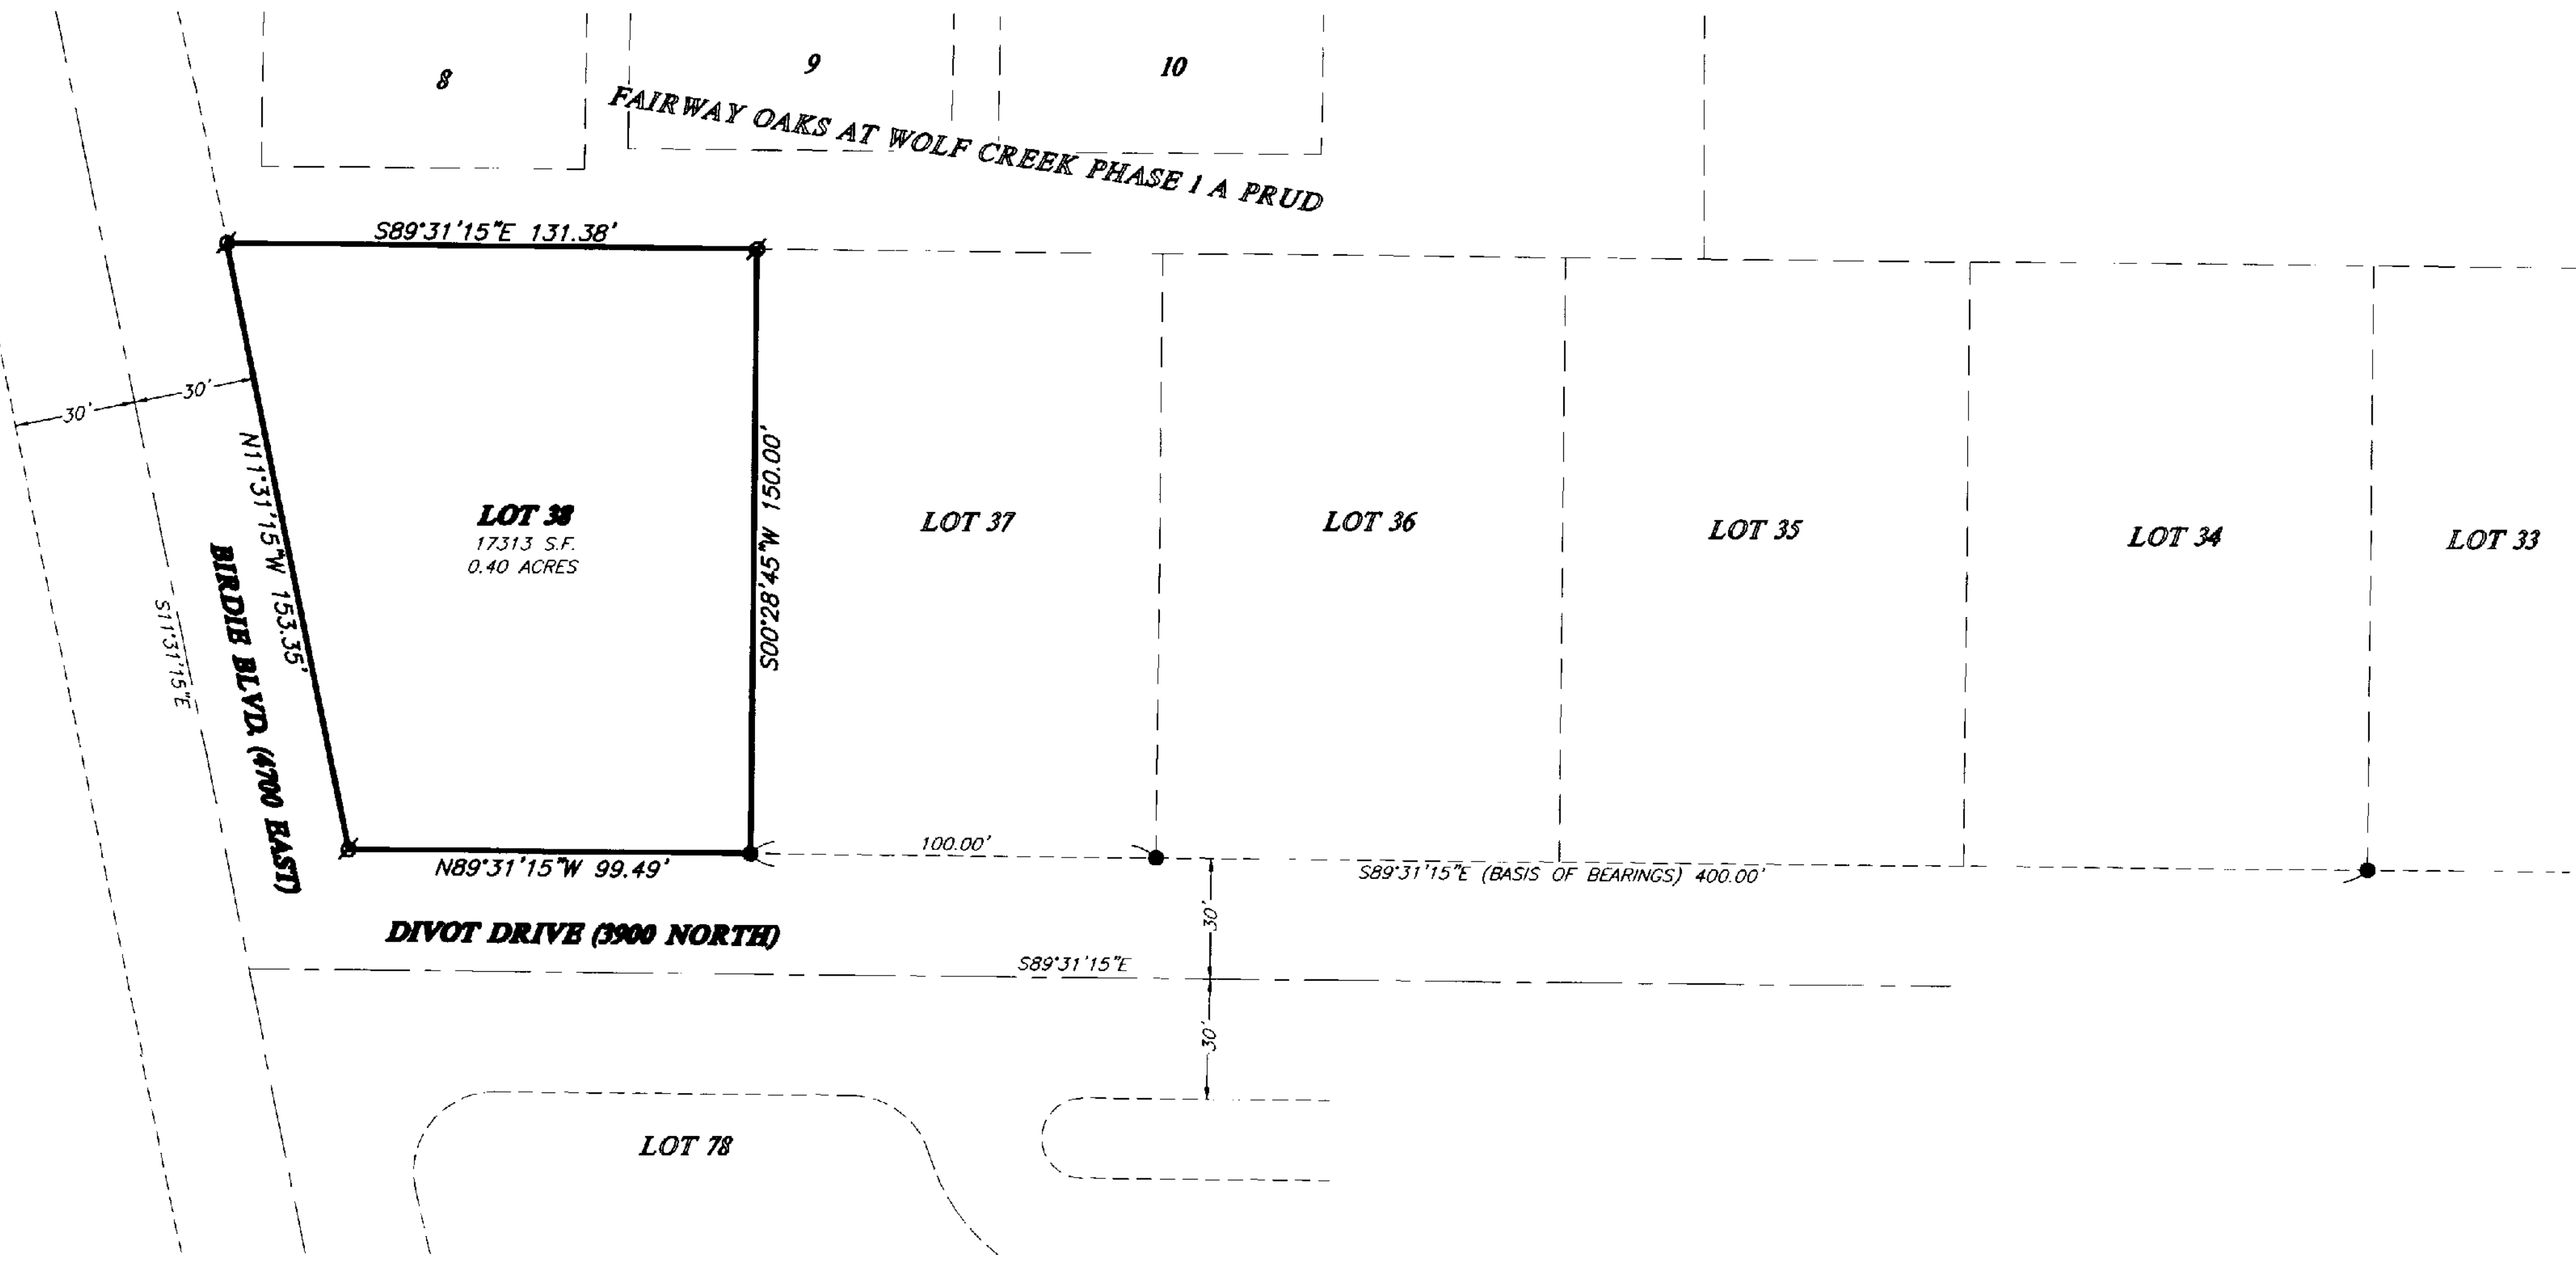 8
9
10
FAIRWAY OAKS AT WOLF CREEK PHASE 1 A PRUD
S89°31'15"E 131.38'
30'
30'
N11°31'15"W 153.35'
S00°28'45"W 150.00'
LOT 38
17313 S.F.
0.40 ACRES
LOT 37
LOT 36
LOT 35
LOT 34
LOT 33
S11°31'15"E
BIRDIE BLVD. (4700 EAST)
N89°31'15"W 99.49'
100.00'
S89°31'15"E (BASIS OF BEARINGS) 400.00'
DIVOT DRIVE (3900 NORTH)
30'
S89°31'15"E
30'
LOT 78